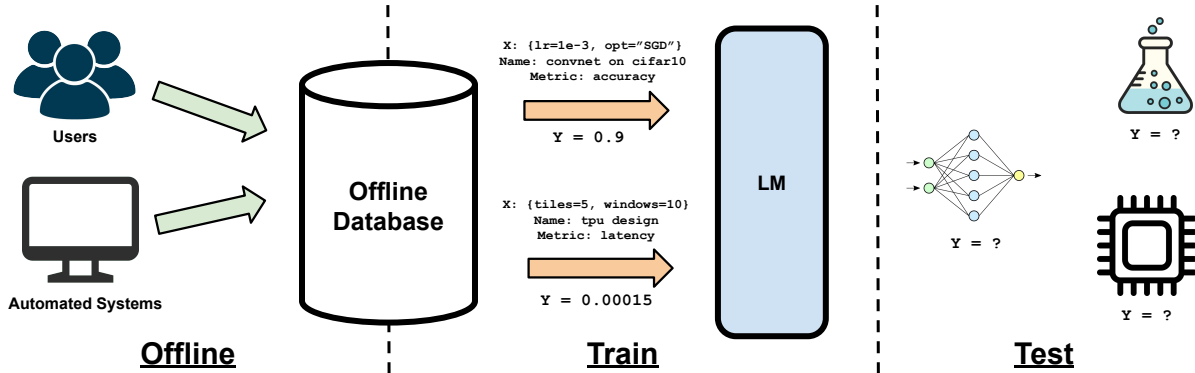 Users
Automated Systems
Offline
Offline
Database
X: {lr=1e-3, opt="SGD"}
Name: convnet on cifar10
Metric: accuracy
Y = 0.9
X: {tiles=5, windows=10}
Name: tpu design
Metric: latency
Y = 0.00015
LM
Train
Y = ?
Y = ?
Y = ?
Test